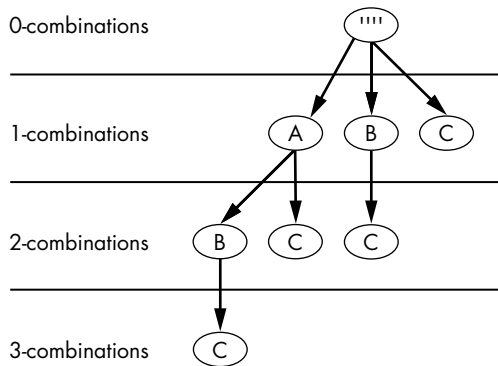 0-combinations ''''
1-combinations A B C
2-combinations B C C
3-combinations C